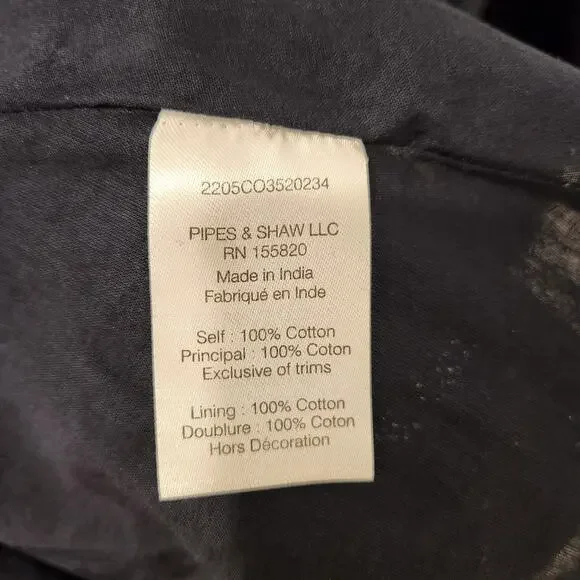 2205CO3520234
PIPES & SHAW LLC
RN 155820
Made in India
Fabriqué en Inde
Self : 100% Cotton
Principal : 100% Coton
Exclusive of trims
Lining : 100% Cotton
Doublure : 100% Coton
Hors Décoration